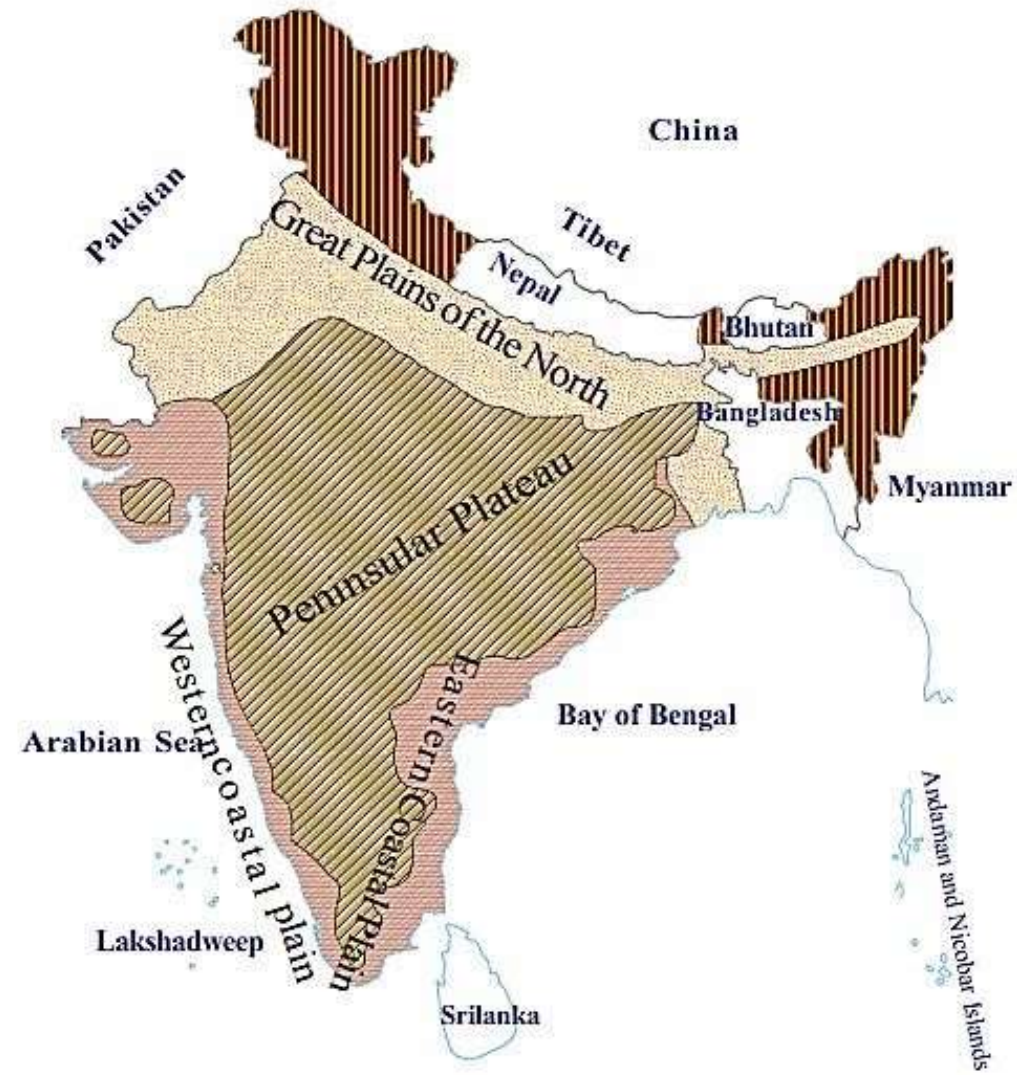 China
Pakistan
Tibet
Great Plains of the North
Nepal
Bhutan
Bangladesh
Myanmar
Peninsular Plateau
Western coastal plain
Eastern Coastal Plain
Bay of Bengal
Arabian Sea
Andaman and Nicobar Islands
Lakshadweep
Srilanka